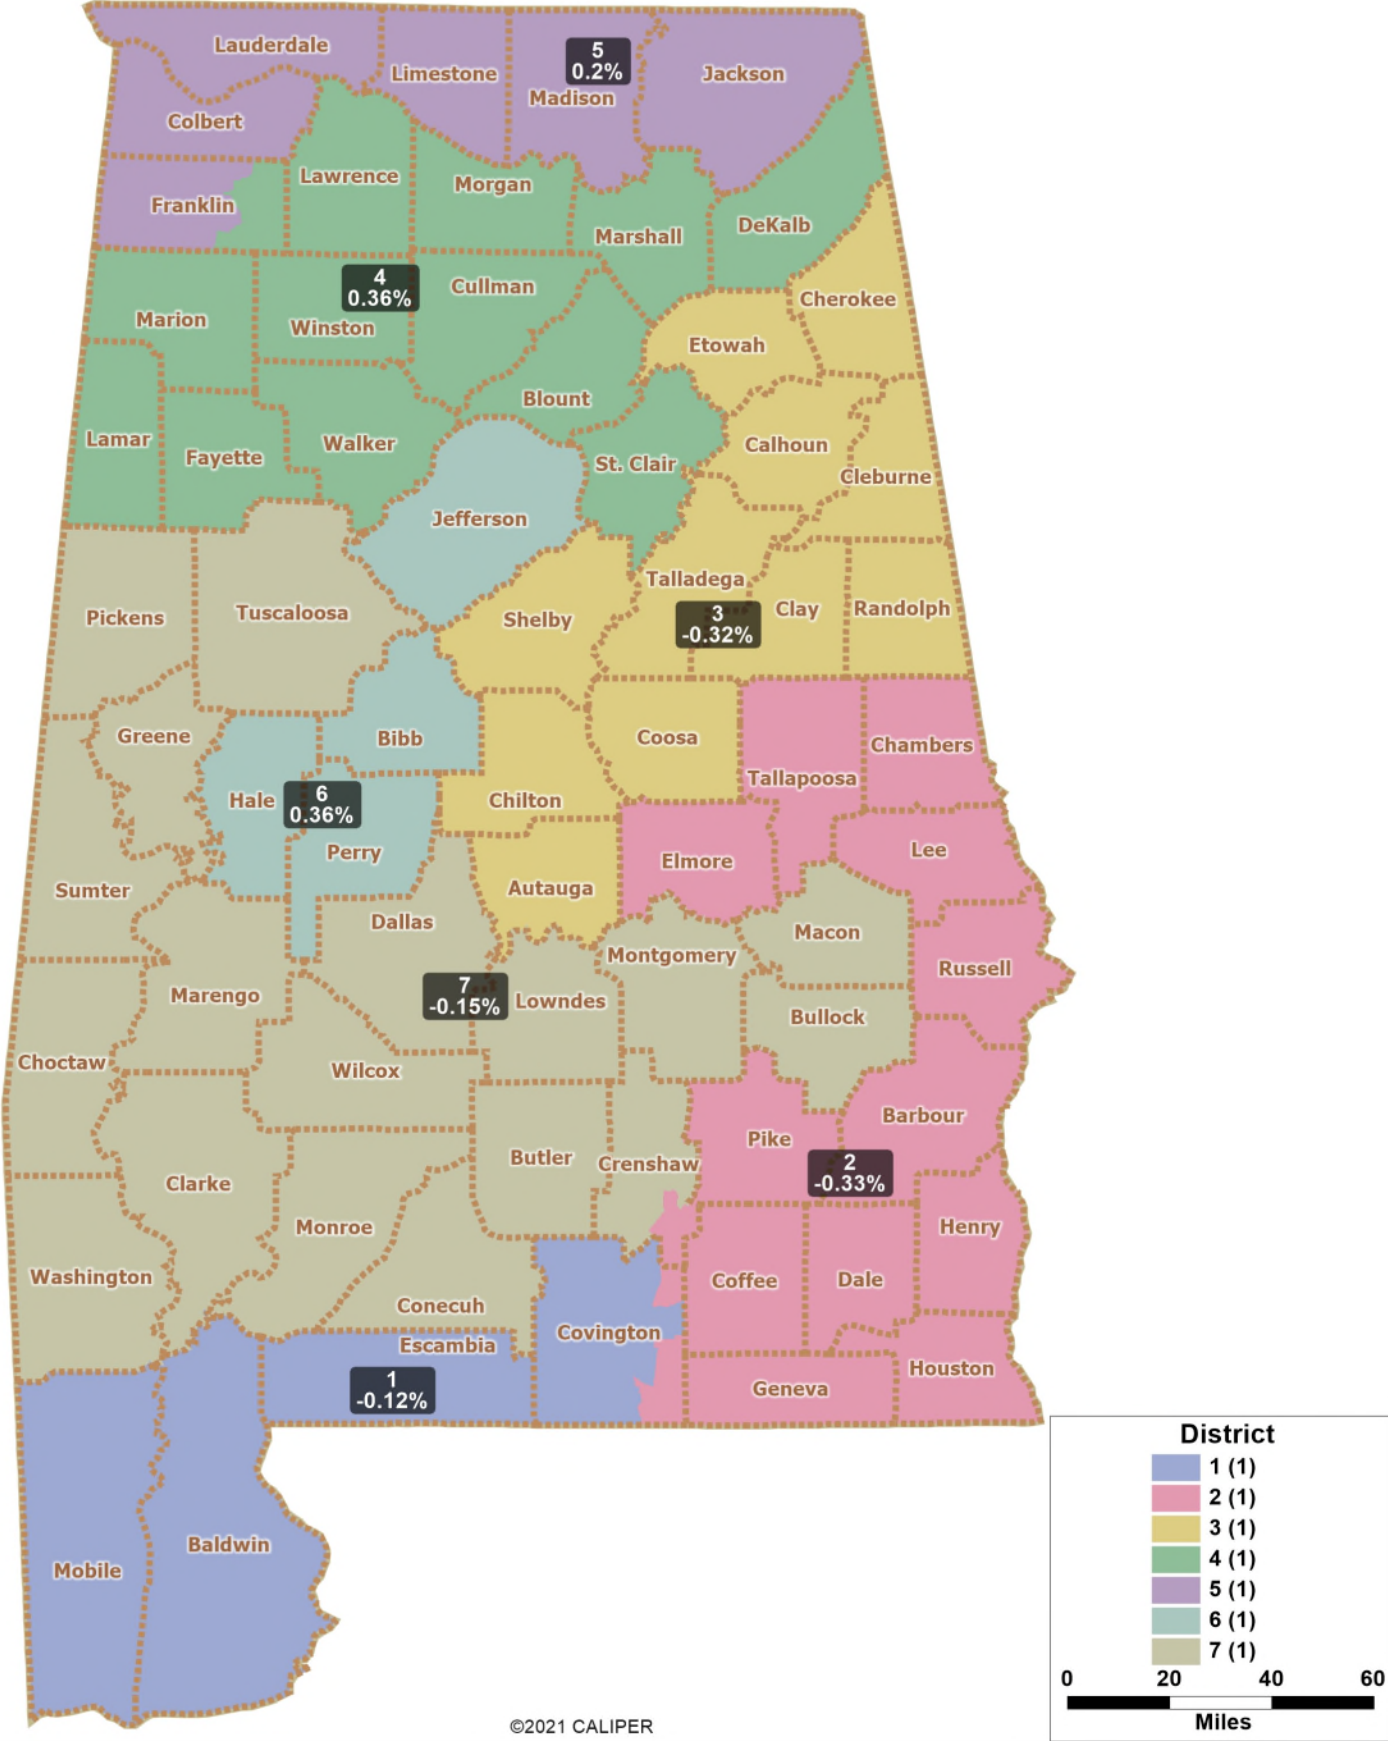 Lauderdale
Limestone
5
0.2%
Madison
Jackson
Colbert
Lawrence
Morgan
Franklin
Marshall
DeKalb
4
0.36%
Cullman
Cherokee
Marion
Winston
Etowah
Blount
Lamar
Fayette
Walker
Calhoun
St. Clair
Cleburne
Jefferson
Talladega
Pickens
Tuscaloosa
Shelby
3
-0.32%
Clay
Randolph
Greene
Bibb
Coosa
Chambers
Tallapoosa
Hale
6
0.36%
Chilton
Perry
Elmore
Lee
Sumter
Autauga
Dallas
Macon
Montgomery
Russell
Marengo
7
-0.15%
Lowndes
Bullock
Choctaw
Wilcox
Barbour
Pike
Butler
Crenshaw
2
-0.33%
Clarke
Monroe
Henry
Washington
Coffee
Dale
Conecuh
Covington
Escambia
Houston
1
-0.12%
Geneva
Baldwin
Mobile
District
1 (1)
2 (1)
3 (1)
4 (1)
5 (1)
6 (1)
7 (1)
0 20 40 60
Miles
©2021 CALIPER